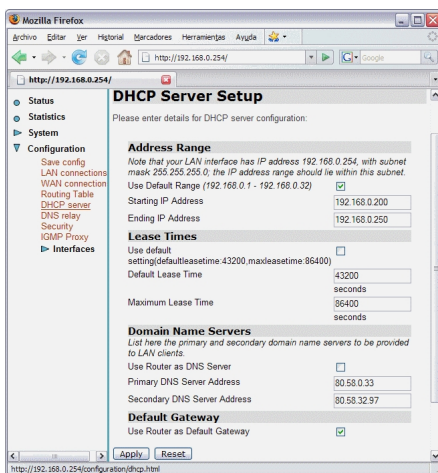 Mozilla Firefox
Archivo Editar Ver Historial Marcadores Herramientas Ayuda
http://192.168.0.254/
Google
http://192.168.0.254/
Status
Statistics
System
Configuration
Save config
LAN connections
WAN connection
Routing Table
DHCP server
DNS relay
Security
IGMP Proxy
Interfaces
DHCP Server Setup
Please enter details for DHCP server configuration:
Address Range
Note that your LAN interface has IP address 192.168.0.254, with subnet
mask 255.255.255.0; the IP address range should lie within this subnet.
Use Default Range (192.168.0.1 - 192.168.0.32)
Starting IP Address 192.168.0.200
Ending IP Address 192.168.0.250
Lease Times
Use default
setting(defaultleasetime:43200,maxleasetime:86400)
Default Lease Time 43200
seconds
Maximum Lease Time 86400
seconds
Domain Name Servers
List here the primary and secondary domain name servers to be provided
to LAN clients.
Use Router as DNS Server
Primary DNS Server Address 80.58.0.33
Secondary DNS Server Address 80.58.32.97
Default Gateway
Use Router as Default Gateway
Apply Reset
http://192.168.0.254/configuration/dhcp.html